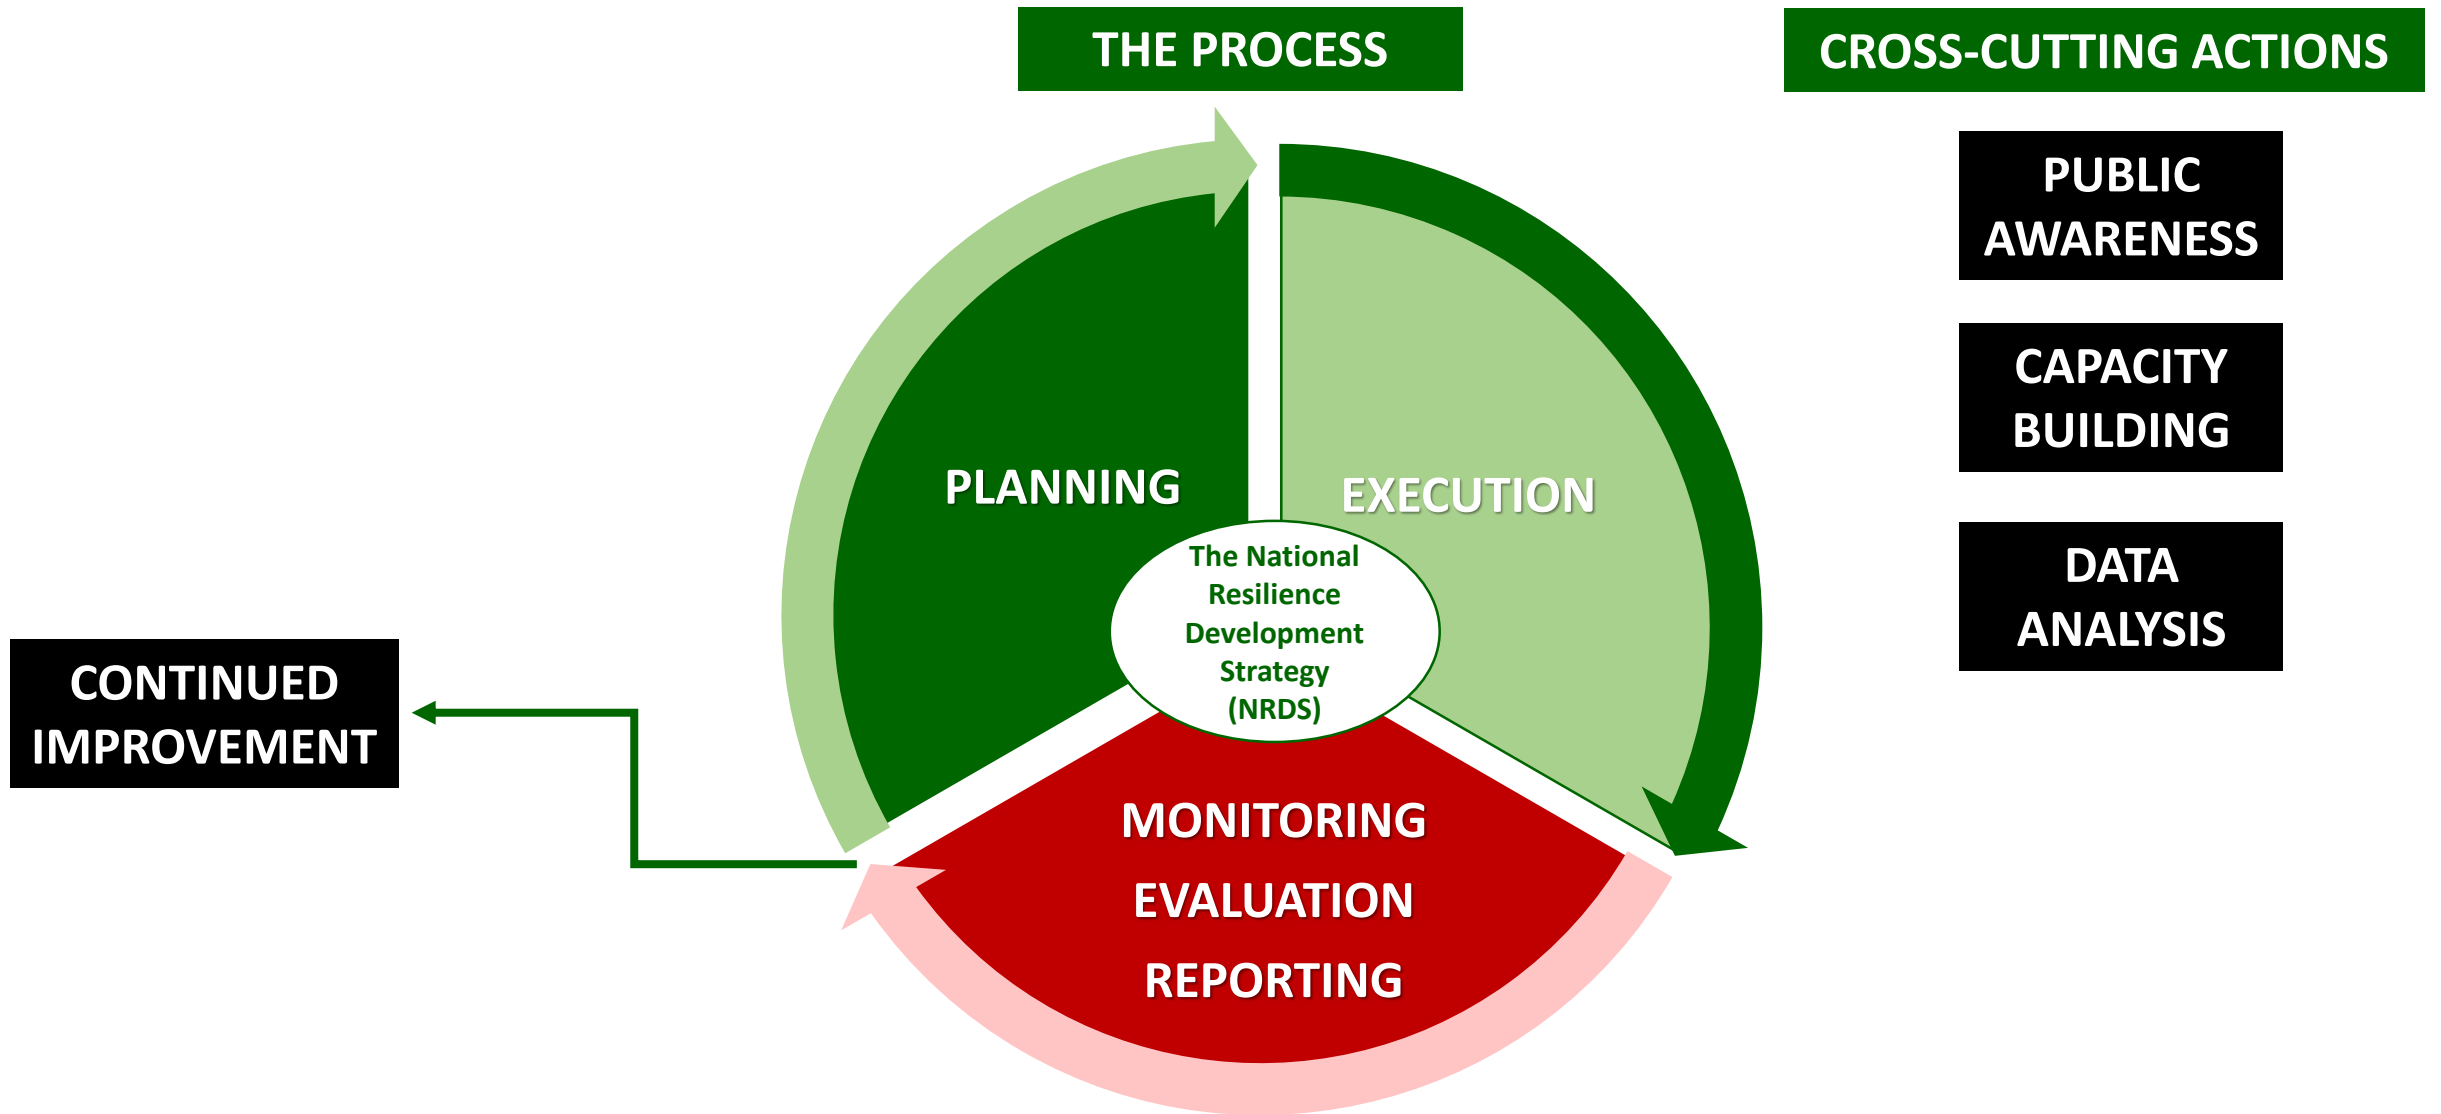 THE PROCESS
CROSS-CUTTING ACTIONS
PUBLIC
AWARENESS
CAPACITY
BUILDING
DATA
ANALYSIS
PLANNING
EXECUTION
The National
Resilience
Development
Strategy
(NRDS)
CONTINUED
IMPROVEMENT
MONITORING
EVALUATION
REPORTING